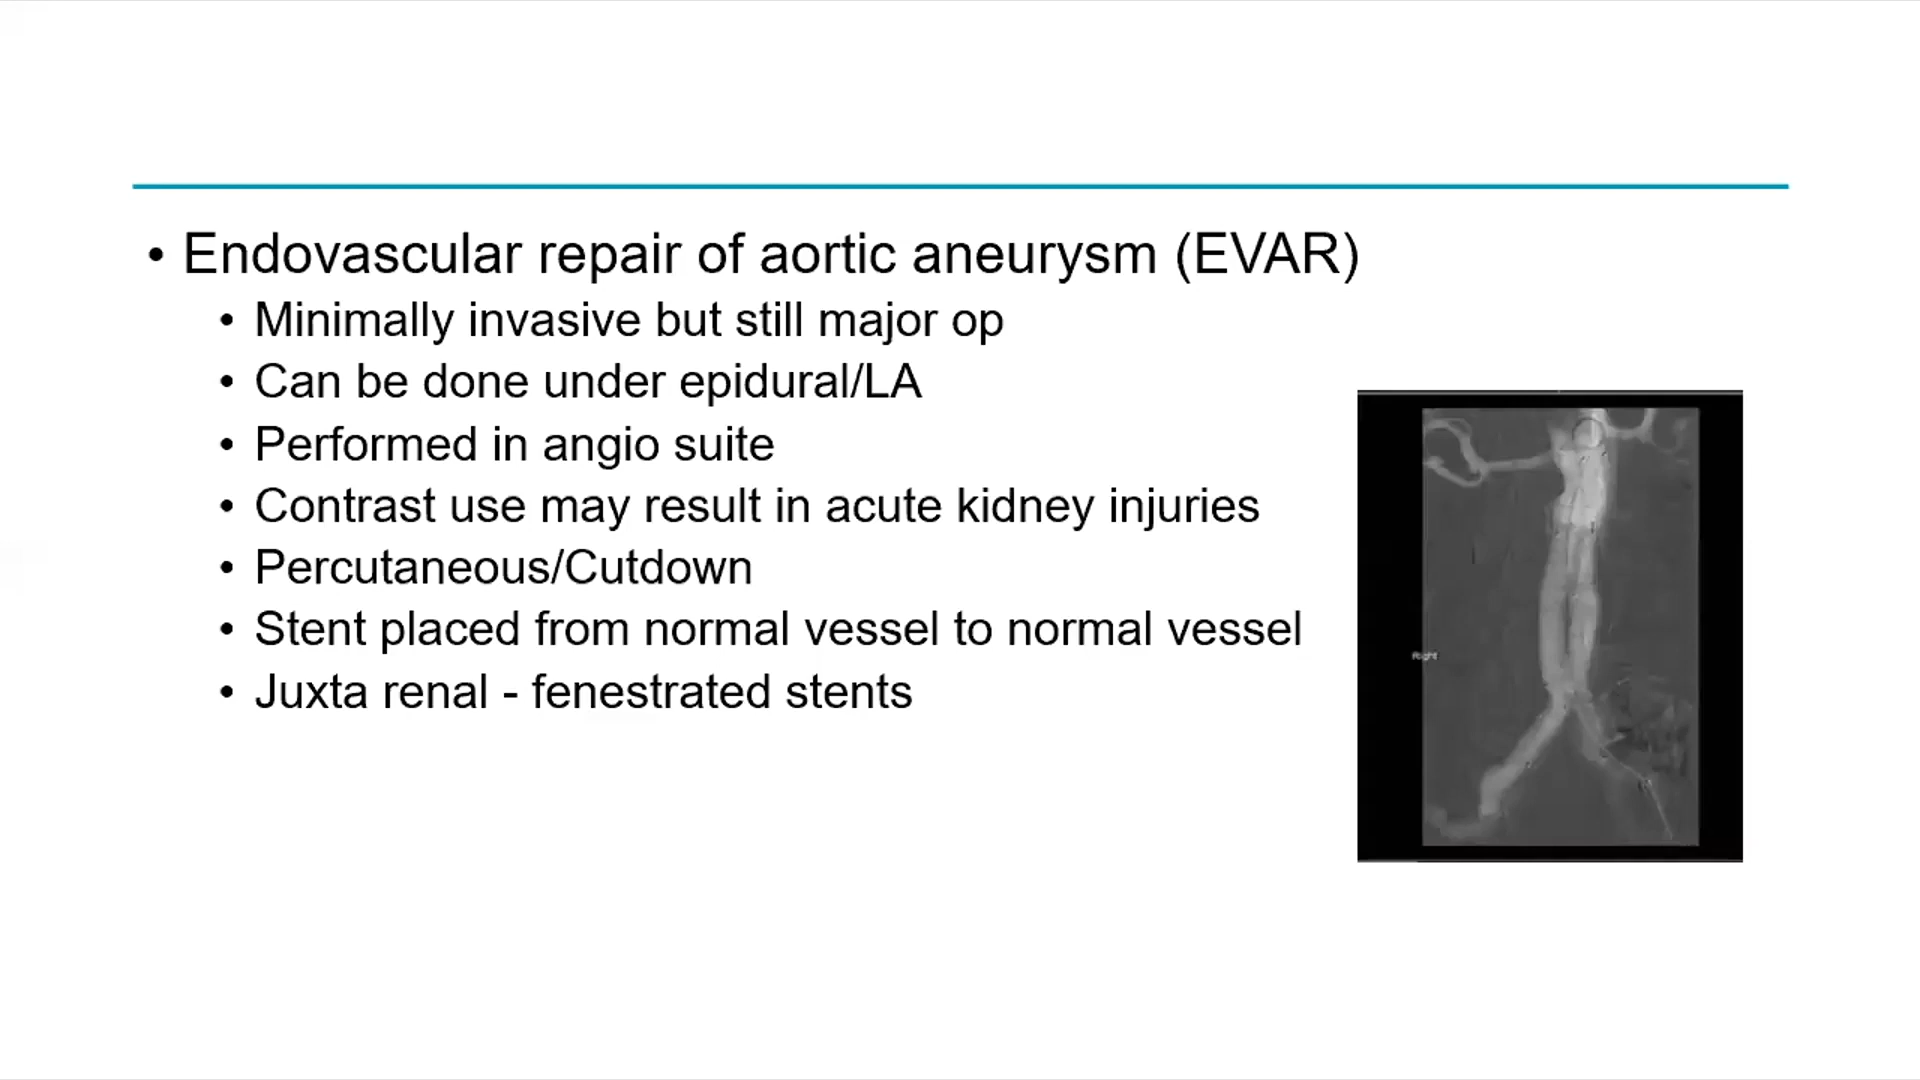 • Endovascular repair of aortic aneurysm (EVAR)
• Minimally invasive but still major op
• Can be done under epidural/LA
• Performed in angio suite
• Contrast use may result in acute kidney injuries
• Percutaneous/Cutdown
• Stent placed from normal vessel to normal vessel
• Juxta renal - fenestrated stents
Right